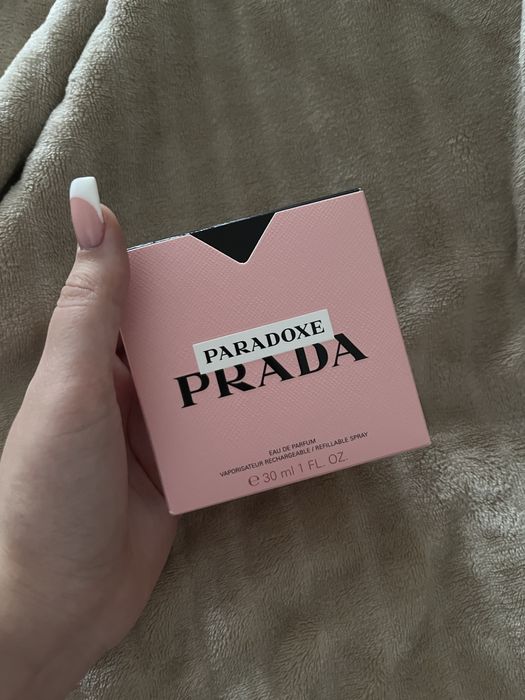 PARADOXE
PRADA
EAU DE PARFUM
VAPORISATEUR RECHARGEABLE / REFILLABLE SPRAY
℮ 30 ml 1 FL. OZ.